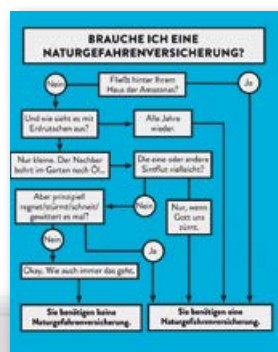 BRAUCHE ICH EINE
NATURGEFAHRENVERSICHERUNG?
Nein
Fließt hinter Ihrem
Haus der Amazonas?
Ja
Und wie sieht es mit
Erdrutschen aus?
Alle Jahre
wieder.
Nur kleine. Der Nachbar
bohrt im Garten noch Öl...
Die eine oder andere
Sintflut vielleicht?
Aber prinzipiell
regnet/stürmt/schneit/
gewittert es mal?
Nein
Nur, wenn
Gott uns
zürnt.
Nein
Ja
Okay. Wie auch immer das geht.
Sie benötigen keine
Naturgefahrenversicherung.
Sie benötigen eine
Naturgefahrenversicherung.